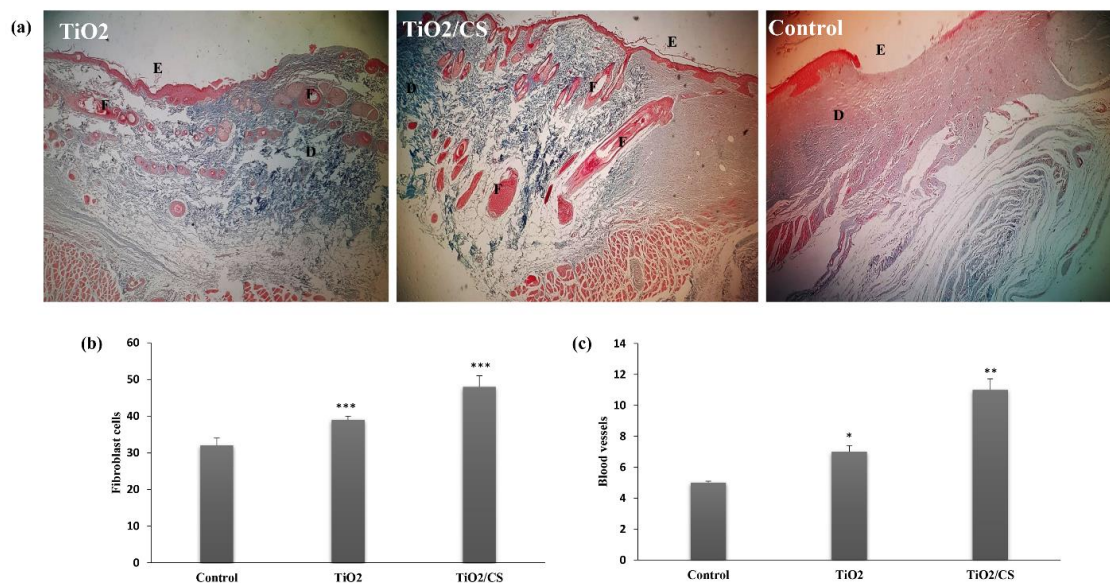 (a)
TiO2
E
F
F
D
TiO2/CS
E
D
F
F
F
Control
E
D
(b)
60
50
40
30
20
10
0
Fibroblast cells
***
***
Control
TiO2
TiO2/CS
(c)
14
12
10
8
6
4
2
0
Blood vessels
*
**
Control
TiO2
TiO2/CS